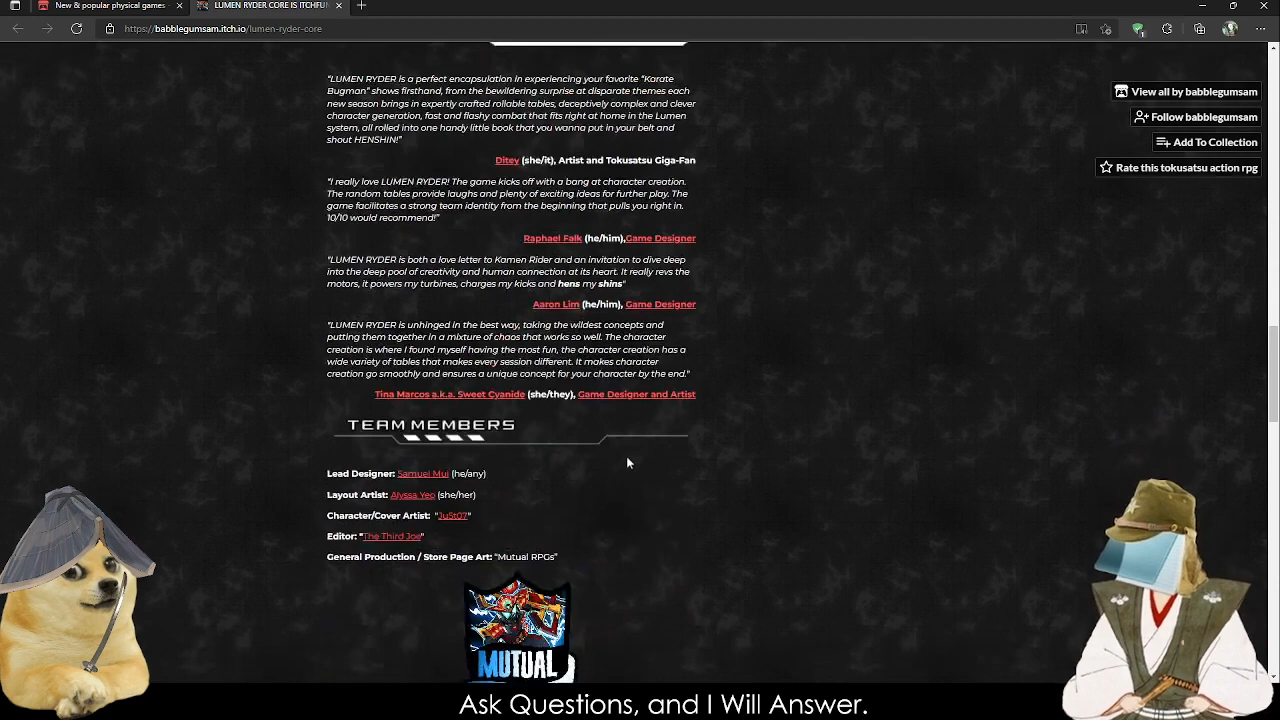 New & popular physical games
LUMEN RYDER CORE IS ITCHFUN
https://babblegumsam.itch.io/lumen-ryder-core
View all by babblegumsam
Follow babblegumsam
Add To Collection
Rate this tokusatsu action rpg
"LUMEN RYDER is a perfect encapsulation in experiencing your favorite "Karate
Bugman" shows firsthand, from the bewildering surprise at disparate themes each
new season brings in expertly crafted rollable tables, deceptively complex and clever
character generation, fast and flashy combat that fits right at home in the Lumen
system, all rolled into one handy little book that you wanna put in your belt and
shout HENSHIN!"
Ditey (she/it), Artist and Tokusatsu Giga-Fan
"I really love LUMEN RYDER! The game kicks off with a bang at character creation.
The random tables provide laughs and plenty of exciting ideas for further play. The
game facilitates a strong team identity from the beginning that pulls you right in.
10/10 would recommend!"
Raphael Falk (he/him),Game Designer
"LUMEN RYDER is both a love letter to Kamen Rider and an invitation to dive deep
into the deep pool of creativity and human connection at its heart. It really revs the
motors, it powers my turbines, charges my kicks and hens my shins"
Aaron Lim (he/him), Game Designer
"LUMEN RYDER is unhinged in the best way, taking the wildest concepts and
putting them together in a mixture of chaos that works so well. The character
creation is where I found myself having the most fun, the character creation has a
wide variety of tables that makes every session different. It makes character
creation go smoothly and ensures a unique concept for your character by the end."
Tina Marcos a.k.a. Sweet Cyanide (she/they), Game Designer and Artist
TEAM MEMBERS
Lead Designer: Samuel Mui (he/any)
Layout Artist: Alyssa Yeo (she/her)
Character/Cover Artist: "Ju5t07"
Editor: "The Third Joe"
General Production / Store Page Art: "Mutual RPGs"
MUTUAL
Ask Questions, and I Will Answer.